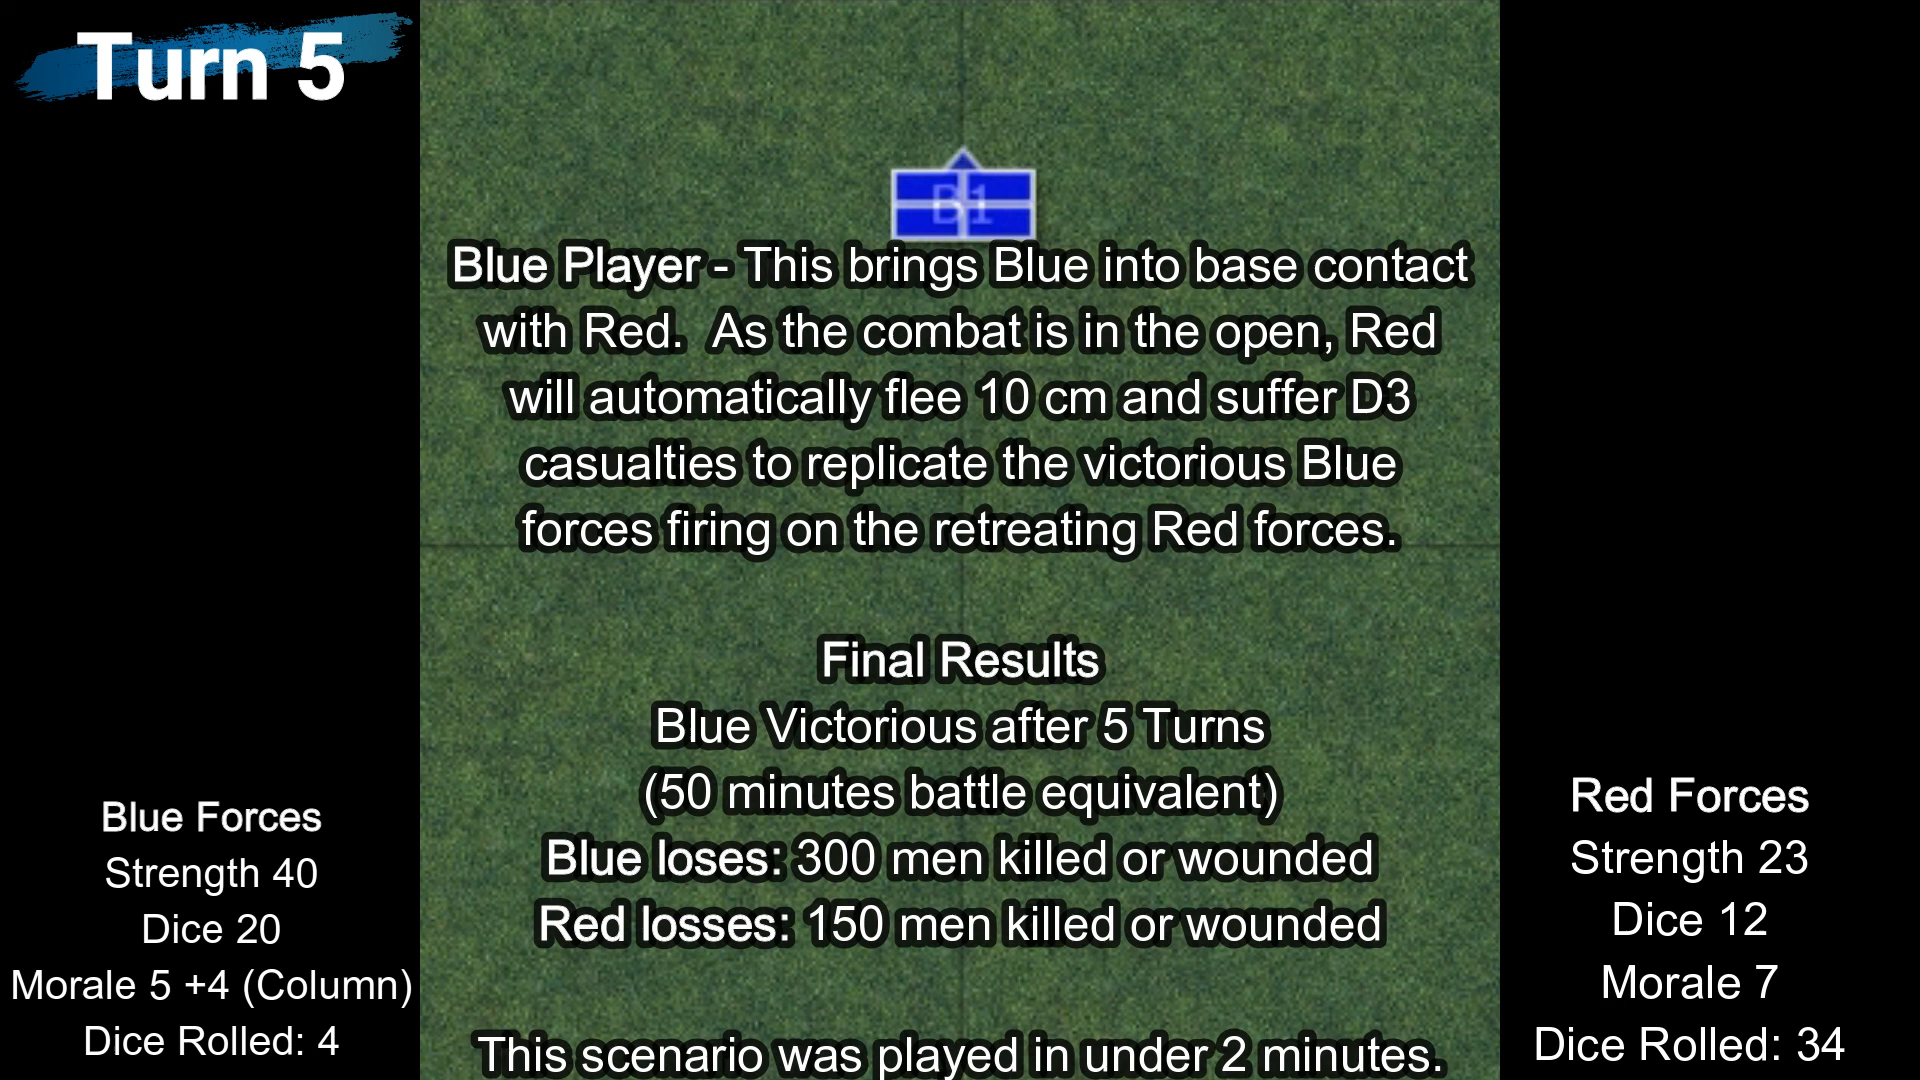 Turn 5
B1
Blue Player - This brings Blue into base contact
with Red.  As the combat is in the open, Red
will automatically flee 10 cm and suffer D3
casualties to replicate the victorious Blue
forces firing on the retreating Red forces.
Final Results
Blue Victorious after 5 Turns
(50 minutes battle equivalent)
Blue loses: 300 men killed or wounded
Red losses: 150 men killed or wounded
This scenario was played in under 2 minutes.
Blue Forces
Strength 40
Dice 20
Morale 5 +4 (Column)
Dice Rolled: 4
Red Forces
Strength 23
Dice 12
Morale 7
Dice Rolled: 34